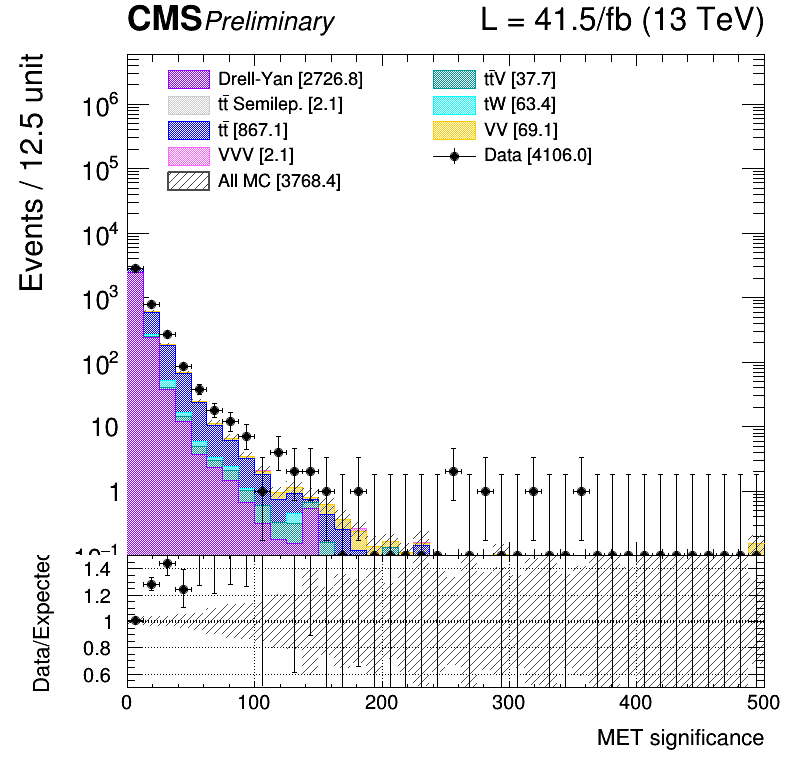 CMS Preliminary L = 41.5/fb (13 TeV)
Events / 12.5 unit
Drell-Yan [2726.8]
tt̄ Semilep. [2.1]
tt̄ [867.1]
VVV [2.1]
All MC [3768.4]
tt̄V [37.7]
tW [63.4]
VV [69.1]
Data [4106.0]
10⁶
10⁵
10⁴
10³
10²
10
1
10⁻¹
Data/Expected
1.4
1.2
1
0.8
0.6
0 100 200 300 400 500
MET significance